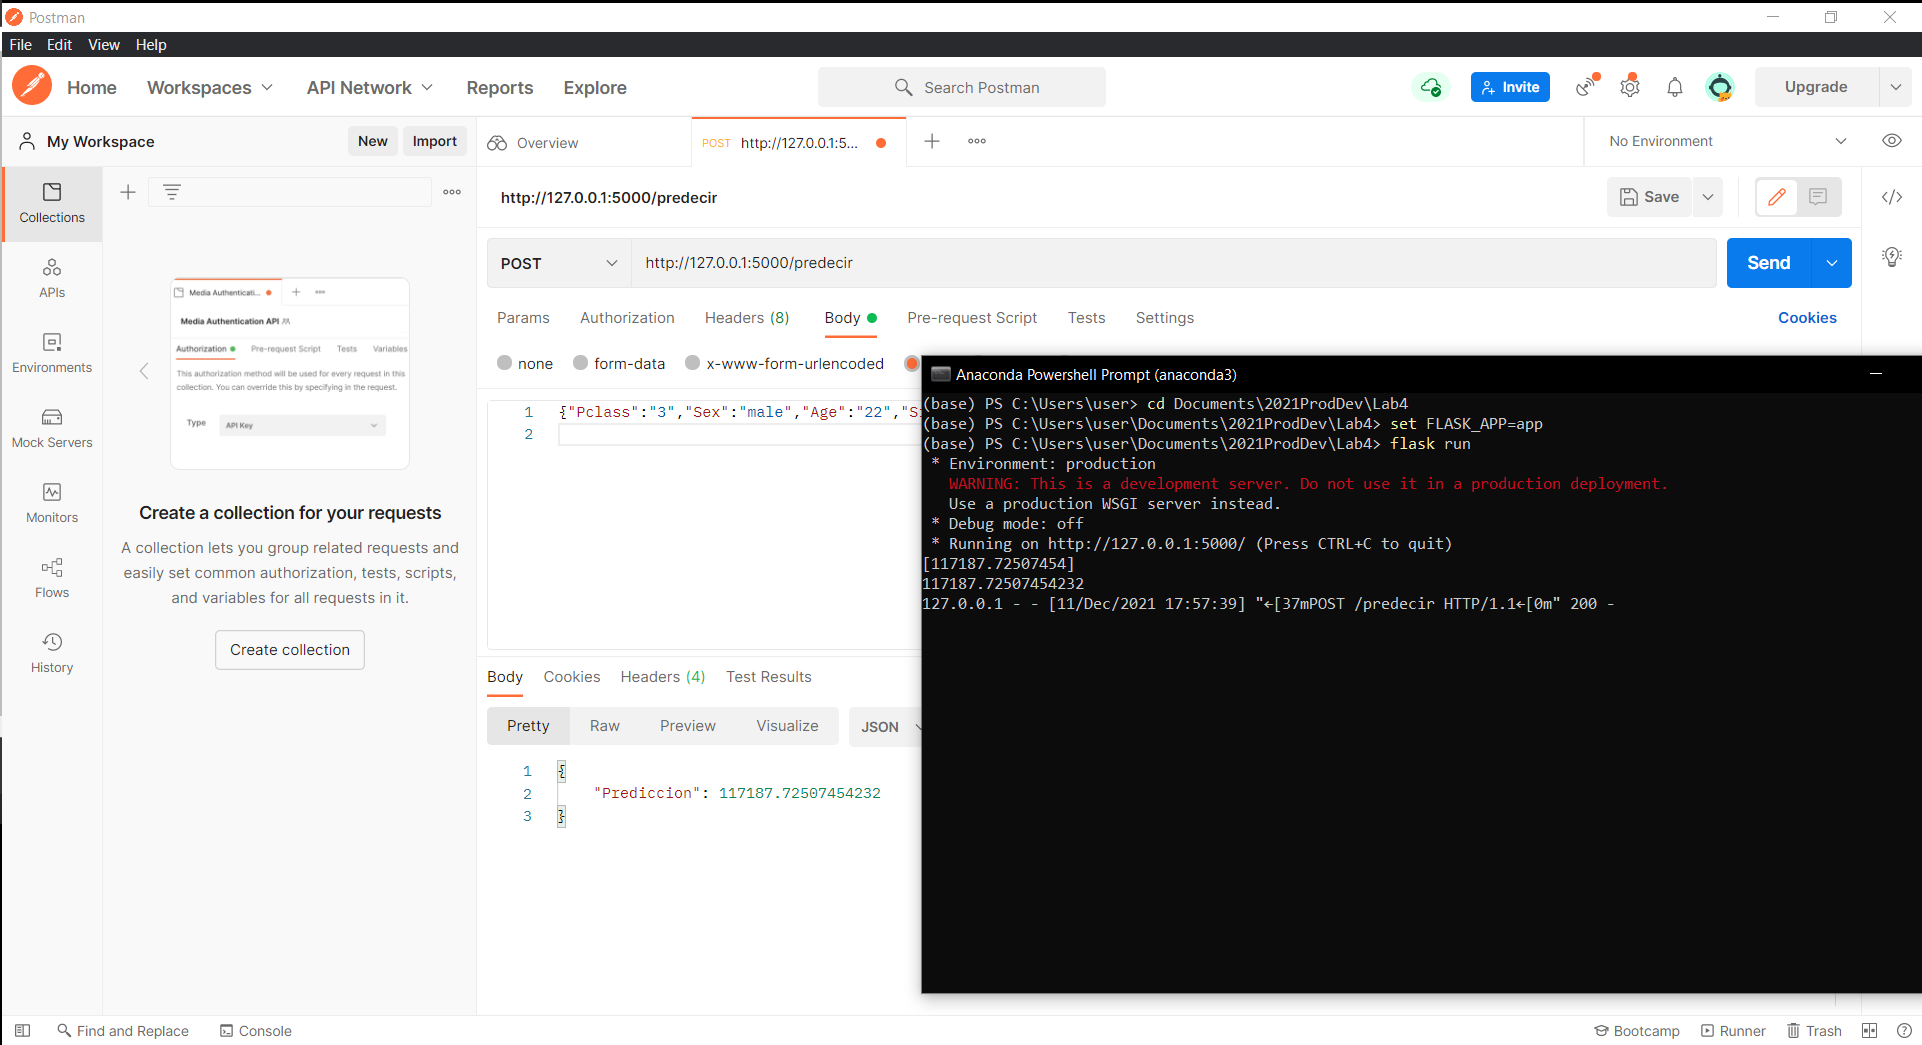 Postman
File Edit View Help
Home Workspaces API Network Reports Explore Search Postman Invite Upgrade
My Workspace New Import
Overview POST http://127.0.0.1:5... No Environment
Collections
APIs
Environments
Mock Servers
Monitors
Flows
History
Media Authenticati...
Media Authentication API
Authorization Pre-request Script Tests Variables
This authorization method will be used for every request in this
collection. You can override this by specifying in the request.
Type API Key
Create a collection for your requests
A collection lets you group related requests and
easily set common authorization, tests, scripts,
and variables for all requests in it.
Create collection
http://127.0.0.1:5000/predecir Save
POST http://127.0.0.1:5000/predecir Send
Params Authorization Headers (8) Body Pre-request Script Tests Settings Cookies
none form-data x-www-form-urlencoded
1 {"Pclass":"3","Sex":"male","Age":"22","S
2
Body Cookies Headers (4) Test Results
Pretty Raw Preview Visualize JSON
1 {
2 "Prediccion": 117187.72507454232
3 }
Anaconda Powershell Prompt (anaconda3)
(base) PS C:\Users\user> cd Documents\2021ProdDev\Lab4
(base) PS C:\Users\user\Documents\2021ProdDev\Lab4> set FLASK_APP=app
(base) PS C:\Users\user\Documents\2021ProdDev\Lab4> flask run
* Environment: production
WARNING: This is a development server. Do not use it in a production deployment.
Use a production WSGI server instead.
* Debug mode: off
* Running on http://127.0.0.1:5000/ (Press CTRL+C to quit)
[117187.72507454]
117187.72507454232
127.0.0.1 - - [11/Dec/2021 17:57:39] "←[37mPOST /predecir HTTP/1.1←[0m" 200 -
Find and Replace Console Bootcamp Runner Trash